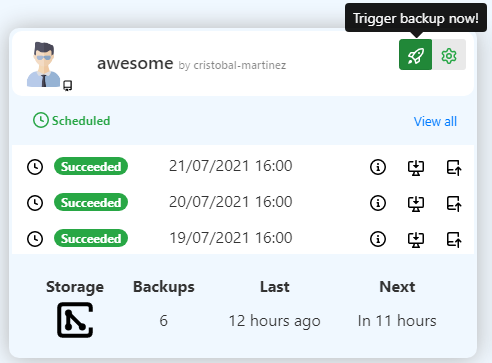 Trigger backup now!
awesome by cristobal-martinez
Scheduled
View all
Succeeded 21/07/2021 16:00
Succeeded 20/07/2021 16:00
Succeeded 19/07/2021 16:00
Storage Backups Last Next
6 12 hours ago In 11 hours